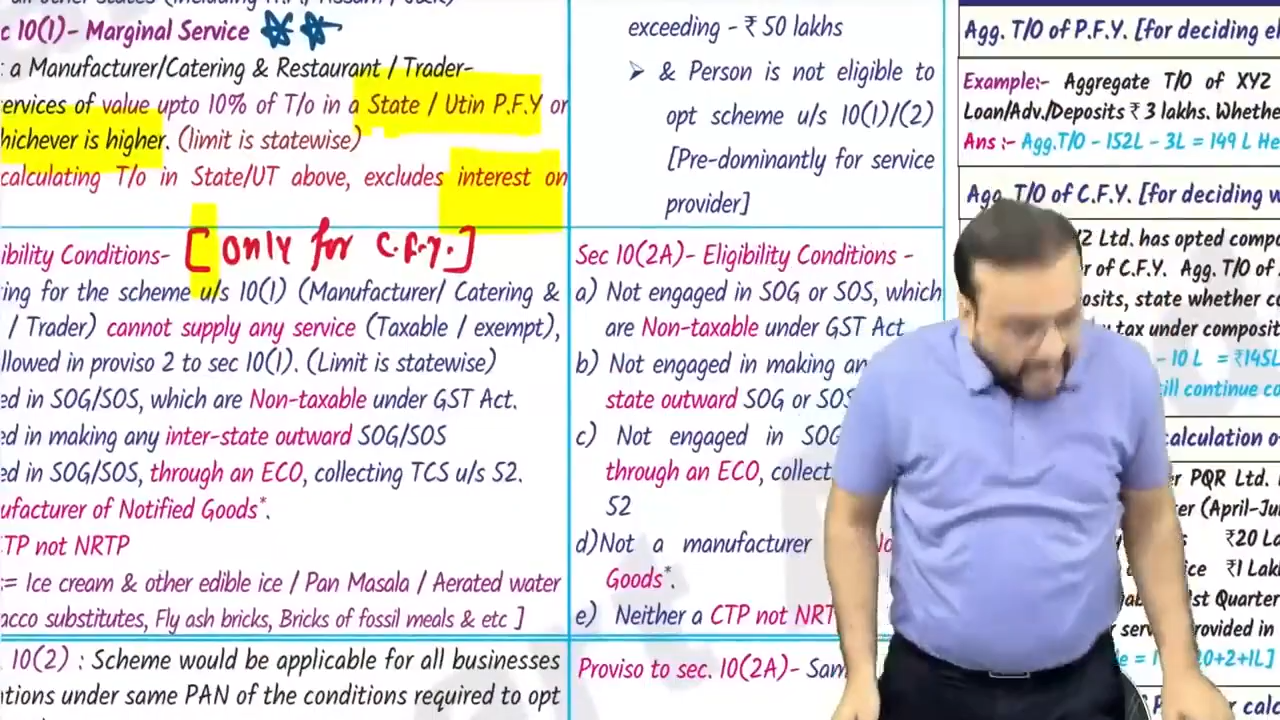 c 10(1)- Marginal Service
: a Manufacturer/Catering & Restaurant / Trader-
ervices of value upto 10% of T/o in a State / Utin P.F.Y or
hichever is higher. (limit is statewise)
calculating T/o in State/UT above, excludes interest on
ibility Conditions- [Only for C.F.Y.]
ing for the scheme u/s 10(1) (Manufacturer/ Catering &
/ Trader) cannot supply any service (Taxable / exempt),
llowed in proviso 2 to sec 10(1). (Limit is statewise)
ed in SOG/SOS, which are Non-taxable under GST Act.
ed in making any inter-state outward SOG/SOS
ed in SOG/SOS, through an ECO, collecting TCS u/s 52.
ufacturer of Notified Goods*.
TP not NRTP
:= Ice cream & other edible ice / Pan Masala / Aerated water
acco substitutes, Fly ash bricks, Bricks of fossil meals & etc ]
10(2) : Scheme would be applicable for all businesses
tions under same PAN of the conditions required to opt
exceeding - ₹ 50 lakhs
➢ & Person is not eligible to
opt scheme u/s 10(1)/(2)
[Pre-dominantly for service
provider]
Sec 10(2A)- Eligibility Conditions -
a) Not engaged in SOG or SOS, which
are Non-taxable under GST Act
b) Not engaged in making an
state outward SOG or SOS
c) Not engaged in SOG
through an ECO, collect
52
d)Not a manufacturer No
Goods*.
e) Neither a CTP not NRT
Proviso to sec. 10(2A)- Sam
Agg. T/O of P.F.Y. [for deciding el
Example:- Aggregate T/O of XYZ
Loan/Adv./Deposits ₹ 3 lakhs. Whethe
Ans :- Agg.T/O - 152L - 3L = 149 L He
Agg. T/O of C.F.Y. [for deciding w
YZ Ltd. has opted compo
r of C.F.Y. Agg. T/O of
osits, state whether co
tax under composit
- 10 L = ₹145L
ill continue co
calculation o
r PQR Ltd.
ter (April-Ju
₹20 La
ice ₹1 Lak
1st Quarter
serv rovided in